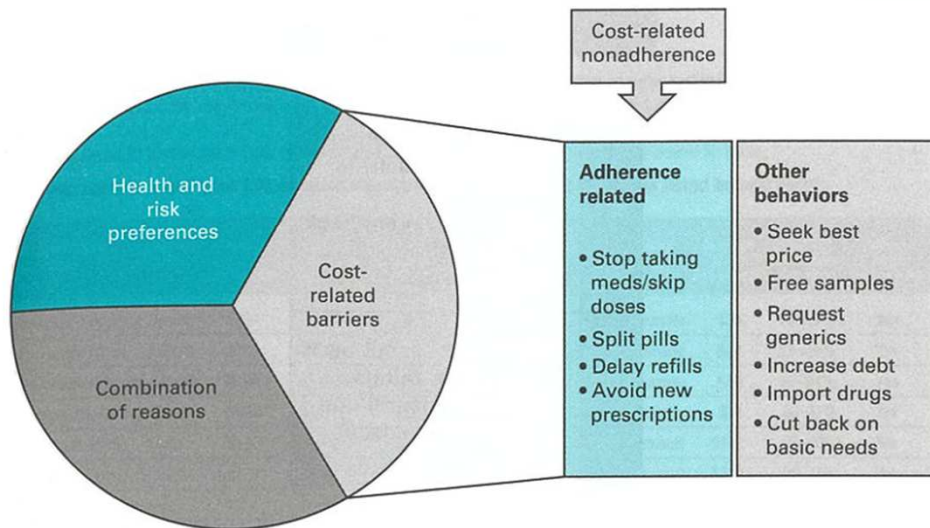 Cost-related
nonadherence
Health and
risk
preferences
Cost-
related
barriers
Combination
of reasons
Adherence
related
• Stop taking
meds/skip
doses
• Split pills
• Delay refills
• Avoid new
prescriptions
Other
behaviors
• Seek best
price
• Free samples
• Request
generics
• Increase debt
• Import drugs
• Cut back on
basic needs